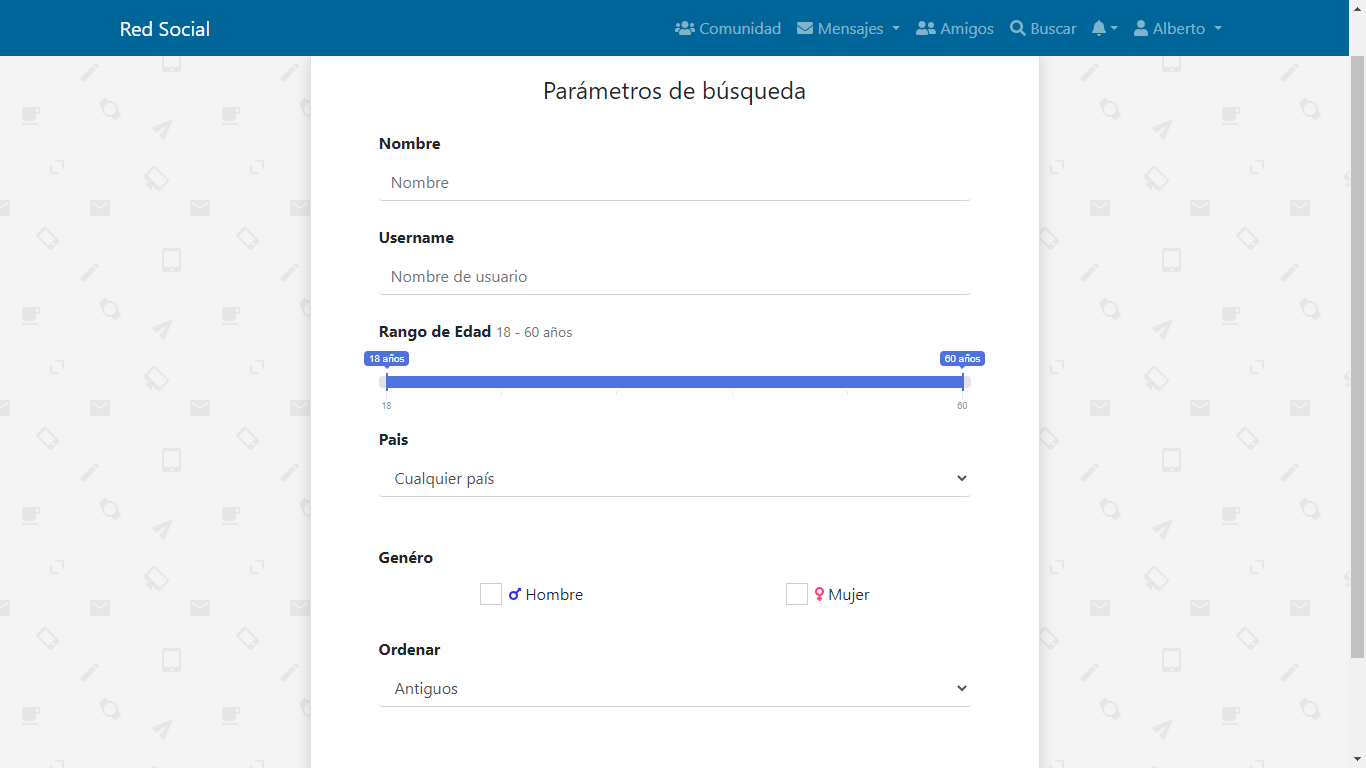 Red Social Comunidad Mensajes Amigos Buscar Alberto
Parámetros de búsqueda
Nombre
Nombre
Username
Nombre de usuario
Rango de Edad 18 - 60 años
18 años 60 años
18 60
Pais
Cualquier país
Genéro
Hombre Mujer
Ordenar
Antiguos